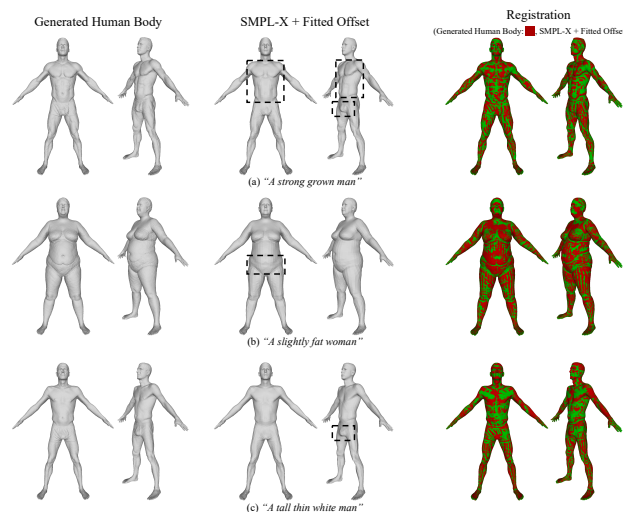 Generated Human Body
SMPL-X + Fitted Offset
Registration
(Generated Human Body: , SMPL-X + Fitted Offse
(a) “A strong grown man”
(b) “A slightly fat woman”
(c) “A tall thin white man”